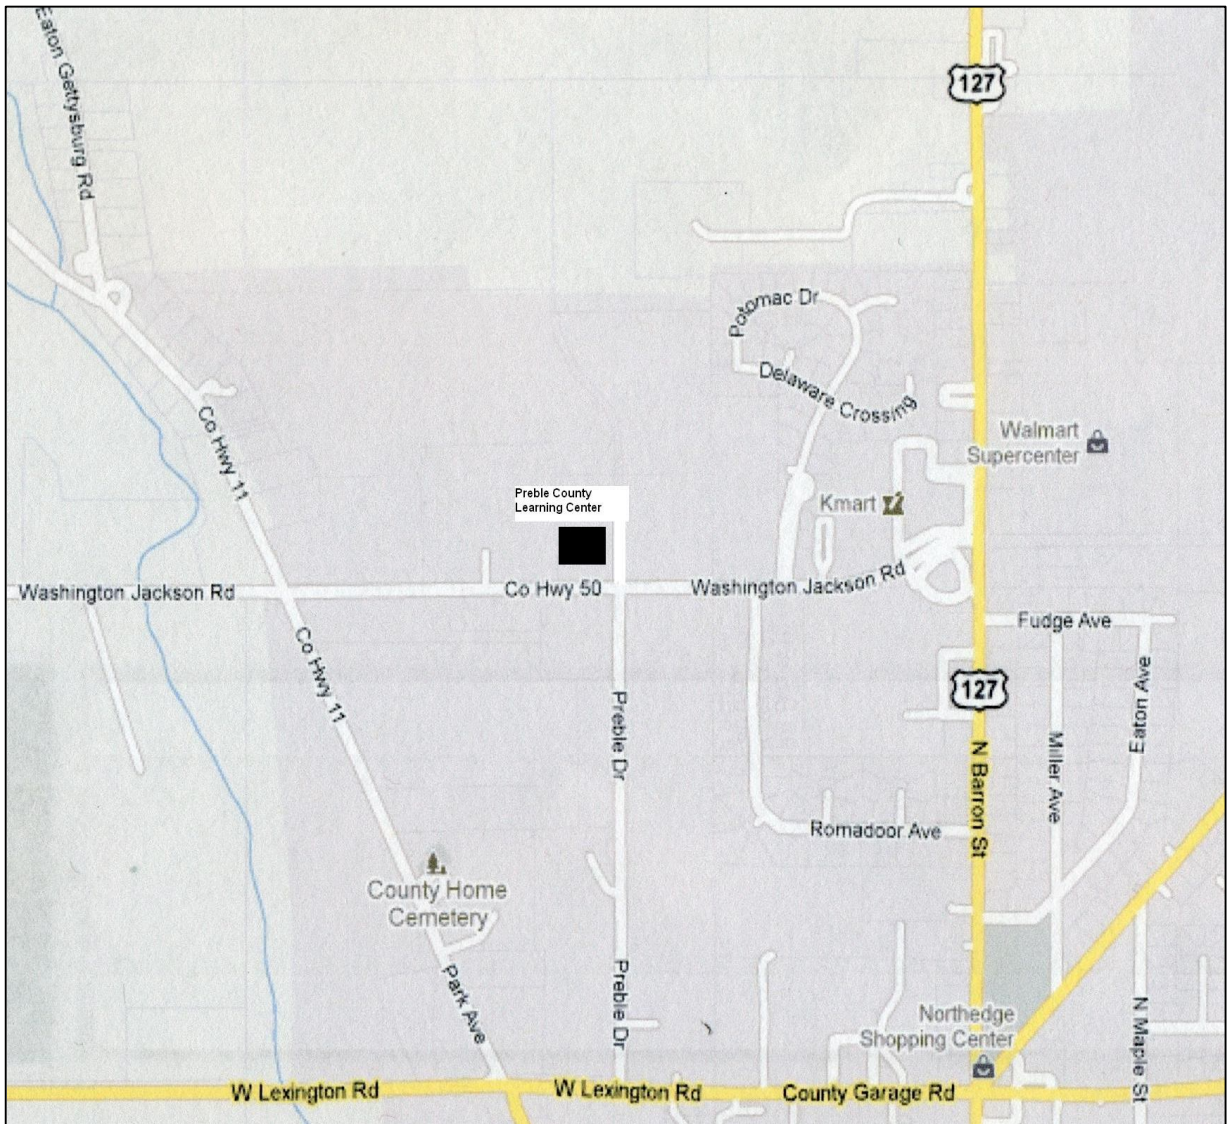 Eaton Gettysburg Rd
127
Potomac Dr
Delaware Crossing
Walmart
Supercenter
Co Hwy 11
Kmart
Preble County
Learning Center
Washington Jackson Rd
Co Hwy 50
Washington Jackson Rd
Fudge Ave
Co Hwy 11
127
Eaton Ave
Preble Dr
Miller Ave
N Barron St
Romadoor Ave
County Home
Cemetery
Park Ave
Preble Dr
Northedge
Shopping Center
N Maple St
W Lexington Rd
W Lexington Rd
County Garage Rd